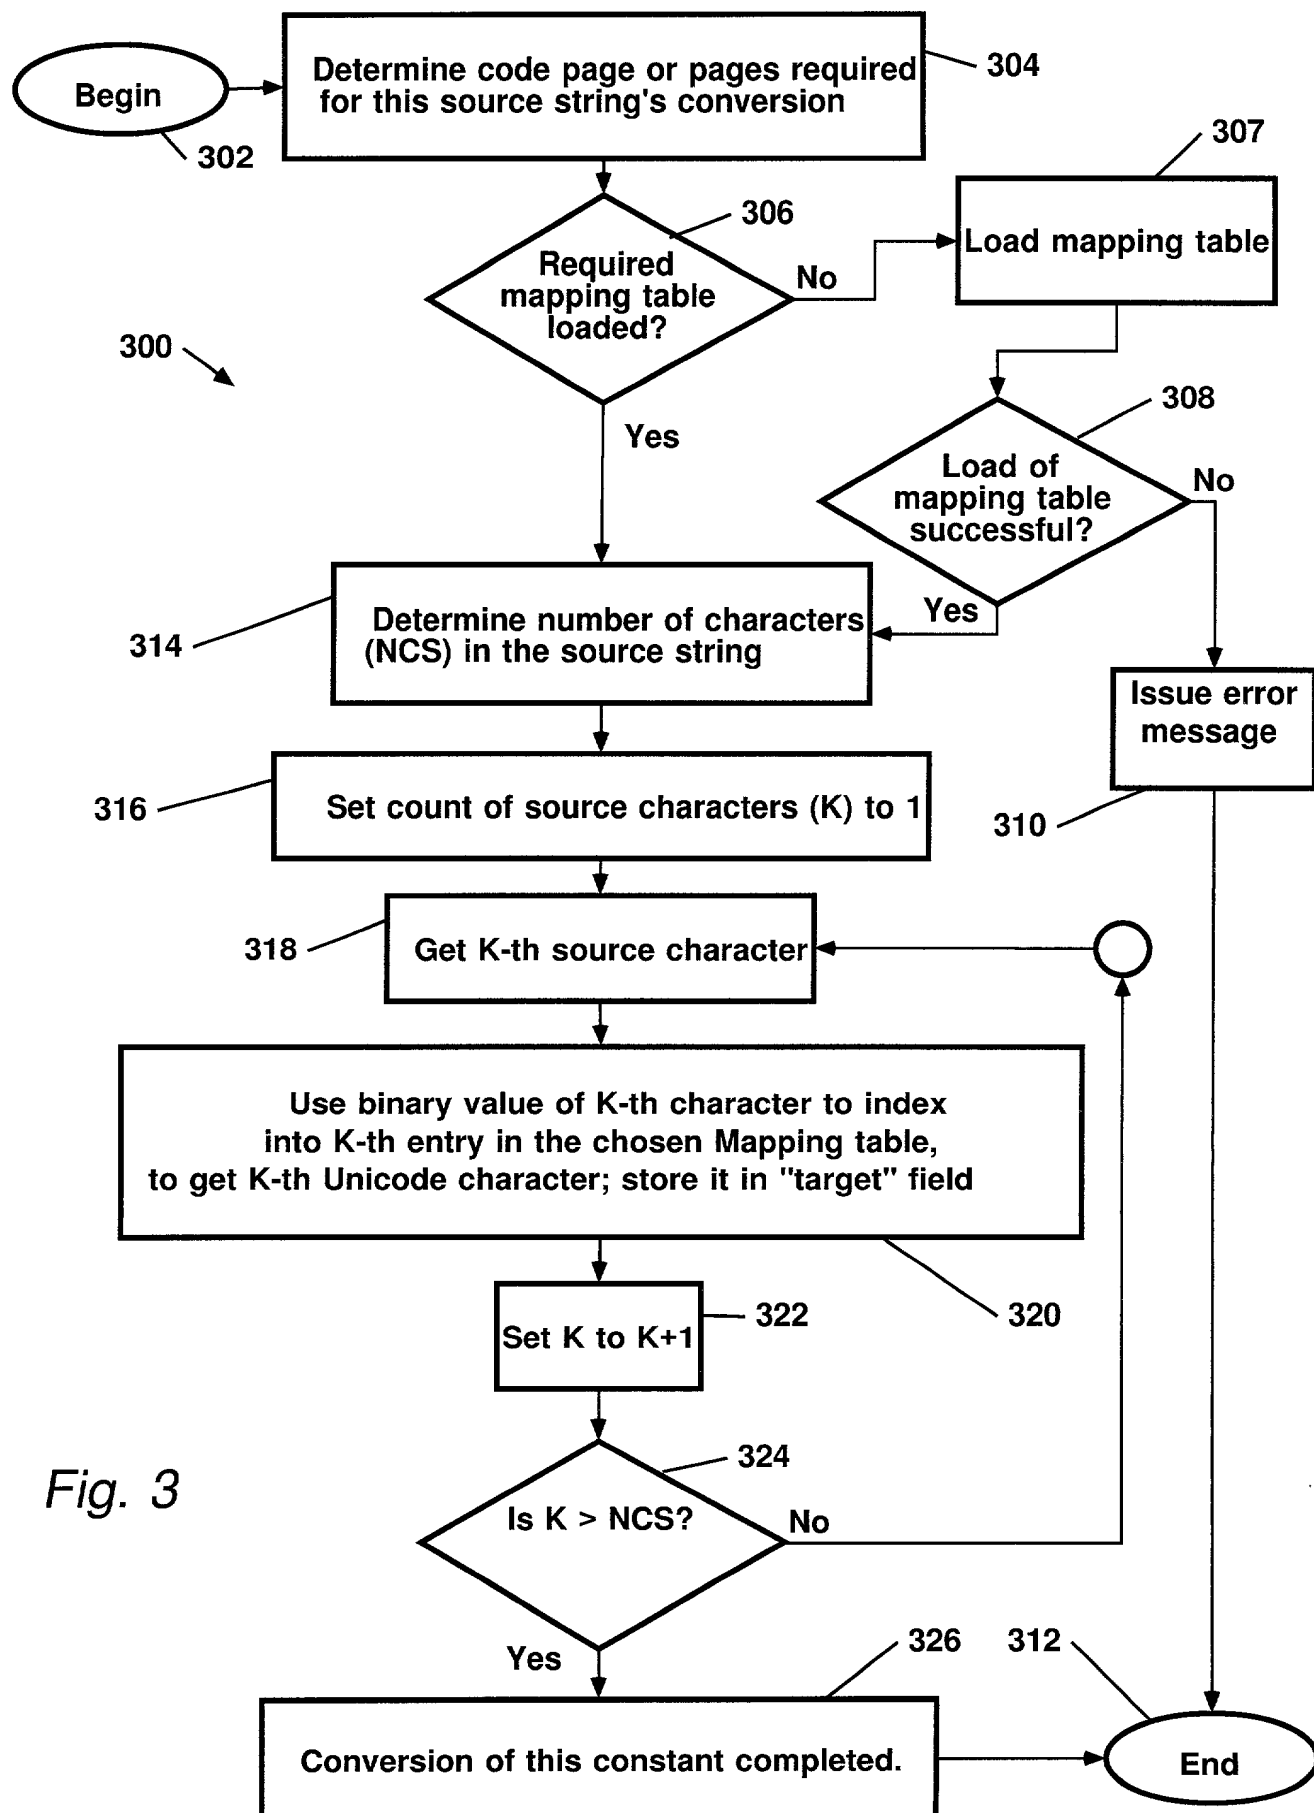 Begin
302
Determine code page or pages required
for this source string's conversion
304
306
Required
mapping table
loaded?
No
Yes
307
Load mapping table
300
308
Load of
mapping table
successful?
No
Yes
314
Determine number of characters
(NCS) in the source string
Issue error
message
310
316
Set count of source characters (K) to 1
318
Get K-th source character
Use binary value of K-th character to index
into K-th entry in the chosen Mapping table,
to get K-th Unicode character; store it in "target" field
320
Set K to K+1
322
324
Is K > NCS?
No
Yes
Fig. 3
326
312
Conversion of this constant completed.
End